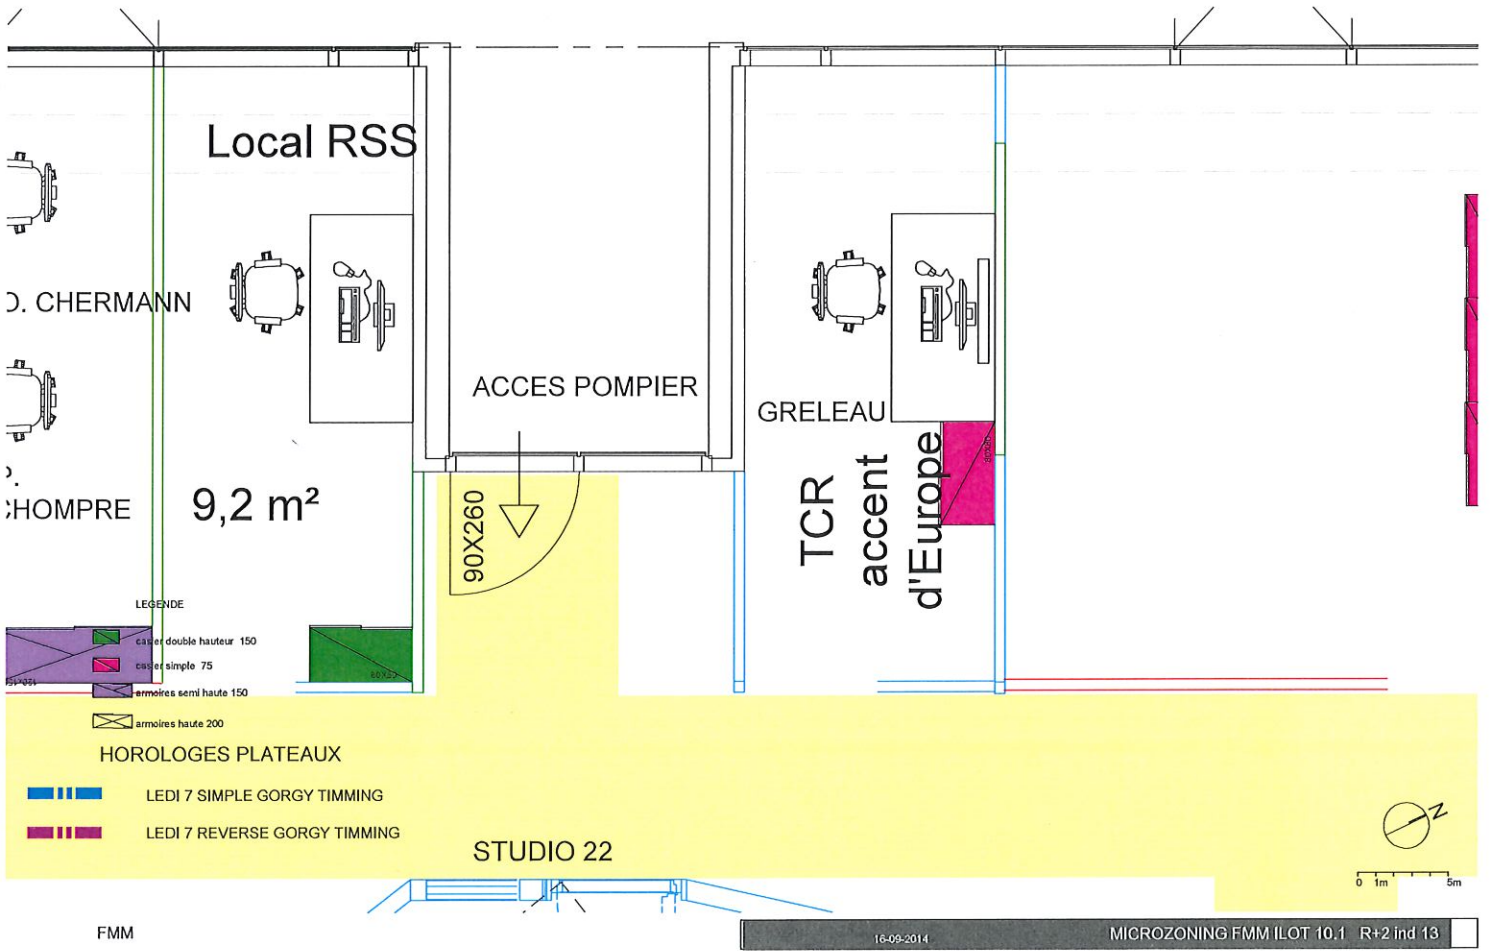 Local RSS
O. CHERMANN
ACCES POMPIER
GRELEAU
P.
CHOMPRE
9,2 m²
90X260
TCR
accent
d'Europe
80X80
LEGENDE
casier double hauteur 150
casier simple 75
armoires semi haute 150
armoires haute 200
HOROLOGES PLATEAUX
LEDI 7 SIMPLE GORGY TIMMING
LEDI 7 REVERSE GORGY TIMMING
STUDIO 22
N
0 1m 5m
FMM
16-09-2014
MICROZONING FMM ILOT 10.1 R+2 ind 13